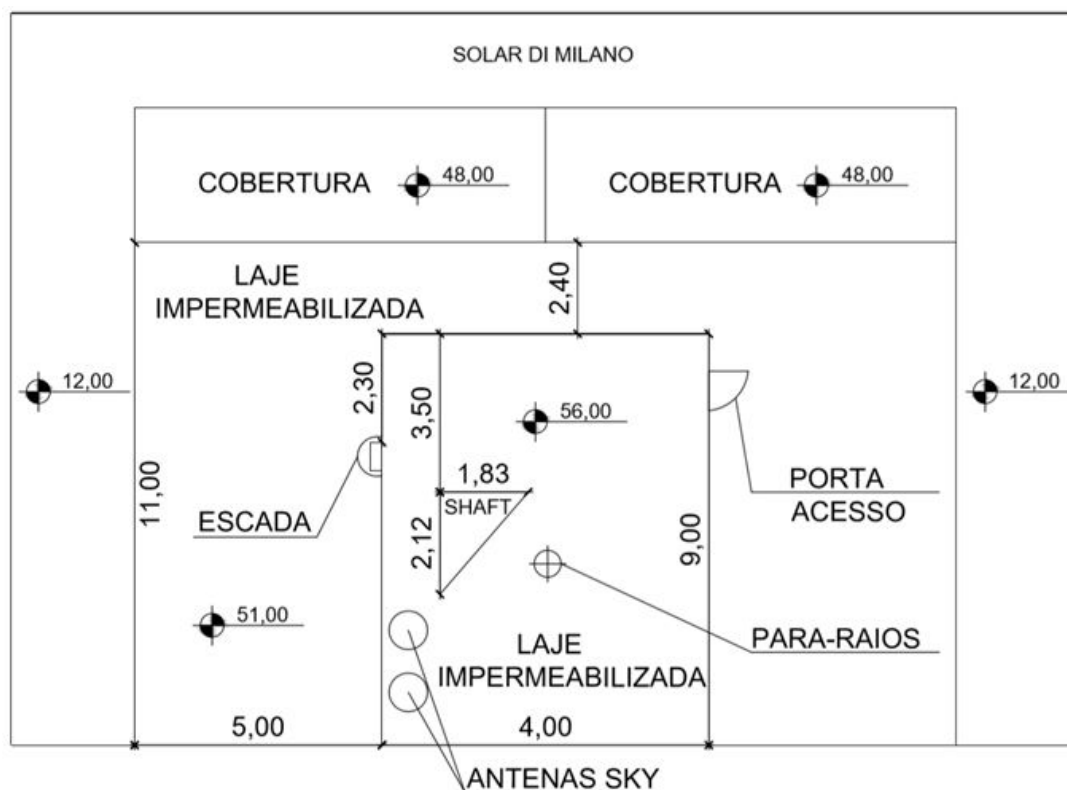 SOLAR DI MILANO
COBERTURA
48,00
COBERTURA
48,00
LAJE
IMPERMEABILIZADA
2,40
12,00
12,00
2,30
3,50
56,00
11,00
1,83
SHAFT
PORTA
ACESSO
ESCADA
2,12
9,00
51,00
PARA-RAIOS
LAJE
IMPERMEABILIZADA
5,00
4,00
ANTENAS SKY